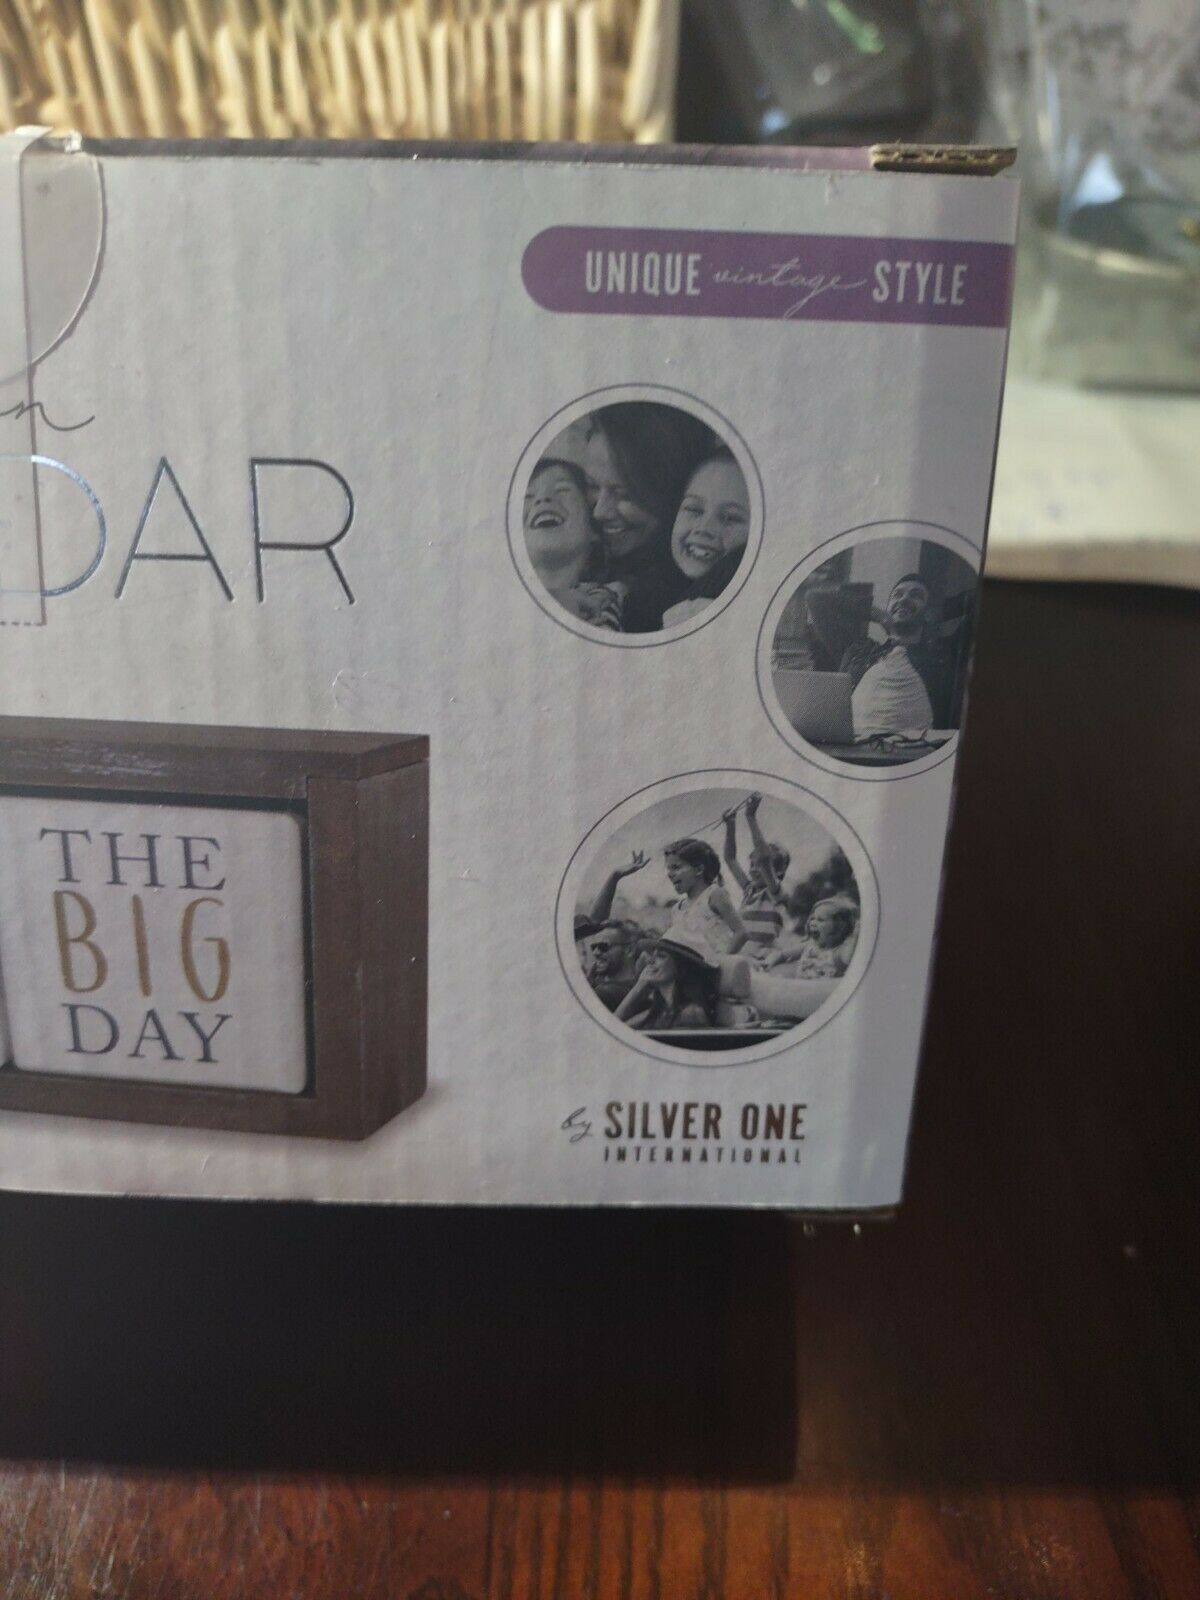 UNIQUE vintage STYLE
n
DAR
THE
BIG
DAY
by SILVER ONE
INTERNATIONAL